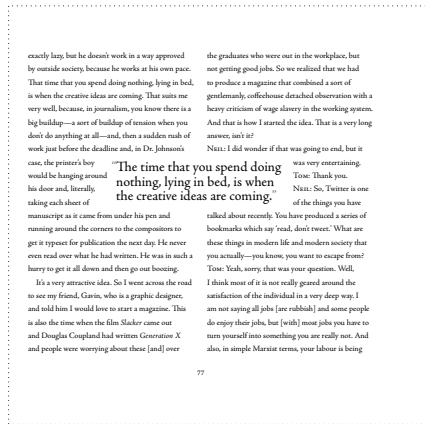 exactly lazy, but he doesn't work in a way approved
by outside society, because he works at his own pace.
That time that you spend doing nothing, lying in bed,
is when the creative ideas are coming. That suits me
very well, because, in journalism, you know there is a
big buildup—a sort of buildup of tension when you
don't do anything at all—and, then a sudden rush of
work just before the deadline and, in Dr. Johnson's
case, the printer's boy
would be hanging around
his door and, literally,
taking each sheet of
manuscript as it came from under his pen and
running around the corners to the compositors to
get it typeset for publication the next day. He never
even read over what he had written. He was in such a
hurry to get it all down and then go out boozing.
It's a very attractive idea. So I went across the road
to see my friend, Gavin, who is a graphic designer,
and told him I would love to start a magazine. This
is also the time when the film Slacker came out
and Douglas Coupland had written Generation X
and people were worrying about these [and] over
"The time that you spend doing
nothing, lying in bed, is when
the creative ideas are coming."
the graduates who were out in the workplace, but
not getting good jobs. So we realized that we had
to produce a magazine that combined a sort of
gentlemanly, coffeehouse detached observation with a
heavy criticism of wage slavery in the working system.
And that is how I started the idea. That is a very long
answer, isn't it?
Neil: I did wonder if that was going to end, but it
was very entertaining.
Tom: Thank you.
Neil: So, Twitter is one
of the things you have
talked about recently. You have produced a series of
bookmarks which say 'read, don't tweet.' What are
these things in modern life and modern society that
you actually—you know, you want to escape from?
Tom: Yeah, sorry, that was your question. Well,
I think most of it is not really geared around the
satisfaction of the individual in a very deep way. I
am not saying all jobs [are rubbish] and some people
do enjoy their jobs, but [with] most jobs you have to
turn yourself into something you are really not. And
also, in simple Marxist terms, your labour is being
77